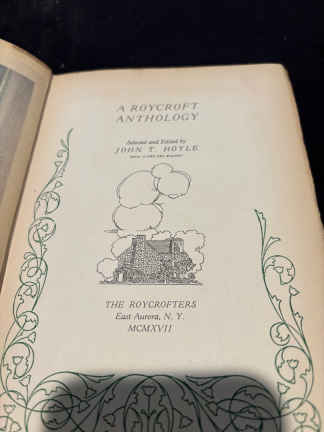 A ROYCROFT
ANTHOLOGY
Selected and Edited by
JOHN T. HOYLE
THE ROYCROFTERS
East Aurora, N. Y.
MCMXVII